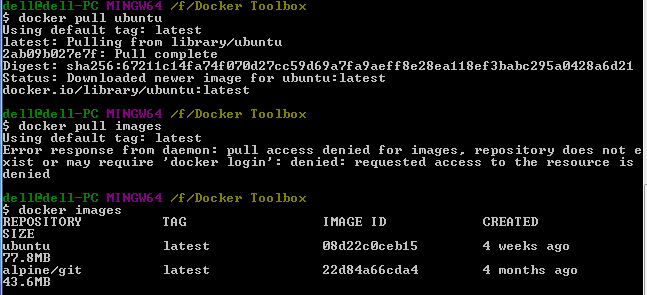 dell@dell-PC MINGW64 /f/Docker Toolbox
$ docker pull ubuntu
Using default tag: latest
latest: Pulling from library/ubuntu
2ab09b027e7f: Pull complete
Digest: sha256:67211c14fa74f070d27cc59d69a7fa9aeff8e28ea118ef3babc295a0428a6d21
Status: Downloaded newer image for ubuntu:latest
docker.io/library/ubuntu:latest
dell@dell-PC MINGW64 /f/Docker Toolbox
$ docker pull images
Using default tag: latest
Error response from daemon: pull access denied for images, repository does not e
xist or may require 'docker login': denied: requested access to the resource is
denied
dell@dell-PC MINGW64 /f/Docker Toolbox
$ docker images
REPOSITORY TAG IMAGE ID CREATED
SIZE
ubuntu latest 08d22c0ceb15 4 weeks ago
77.8MB
alpine/git latest 22d84a66cda4 4 months ago
43.6MB